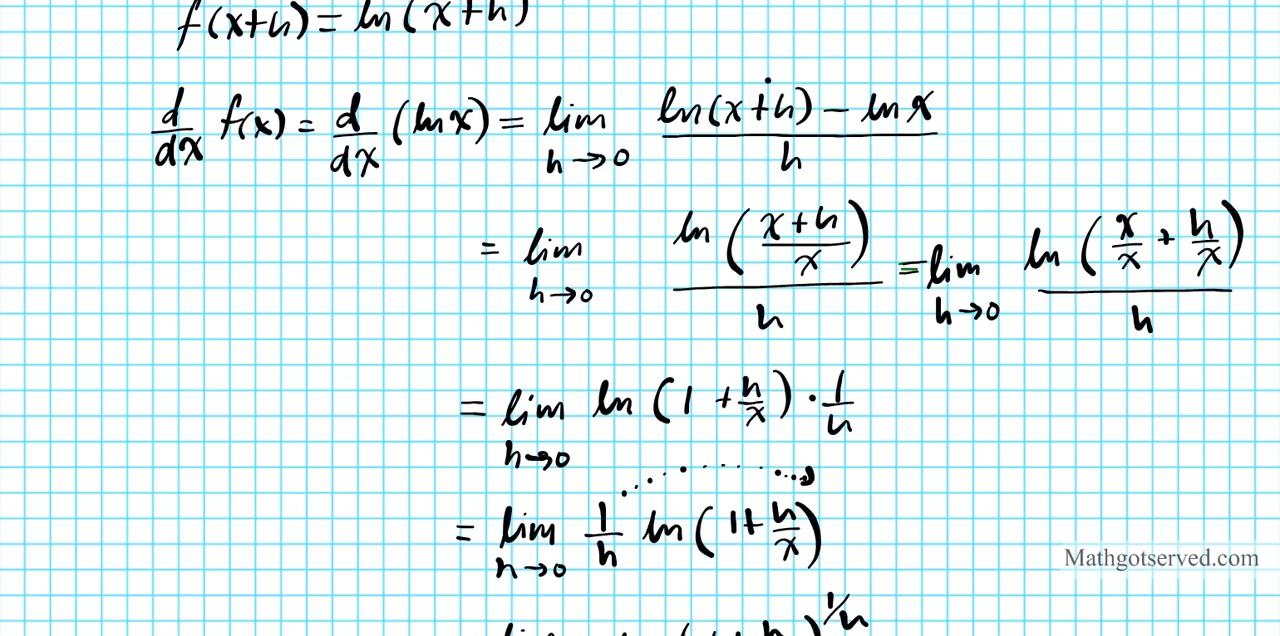 f(x+h) = ln(x+h)
d/dx f(x) = d/dx (ln x) = lim h→0 ln(x+h) − ln x / h
= lim h→0 ln((x+h)/x) / h = lim h→0 ln(x/x + h/x) / h
= lim h→0 ln(1 + h/x) · 1/h
= lim h→0 1/h ln(1 + h/x)
Mathgotserved.com
1/h